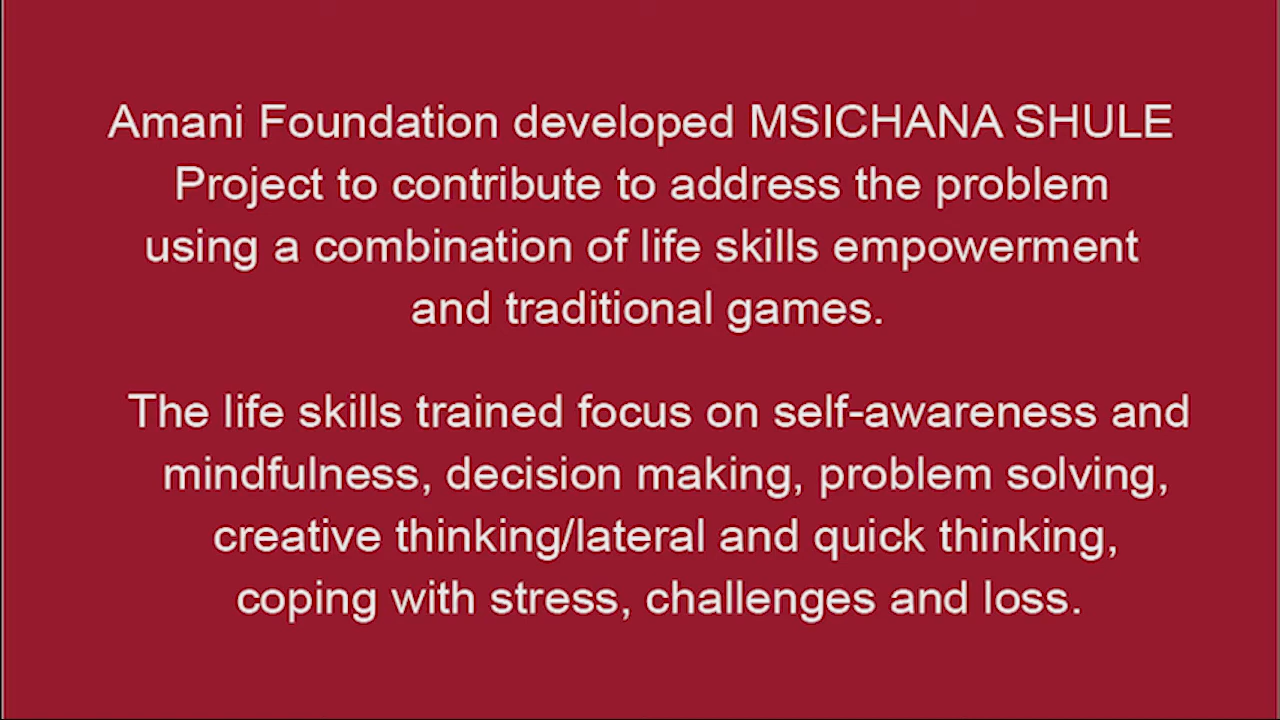 Amani Foundation developed MSICHANA SHULE
Project to contribute to address the problem
using a combination of life skills empowerment
and traditional games.
The life skills trained focus on self-awareness and
mindfulness, decision making, problem solving,
creative thinking/lateral and quick thinking,
coping with stress, challenges and loss.